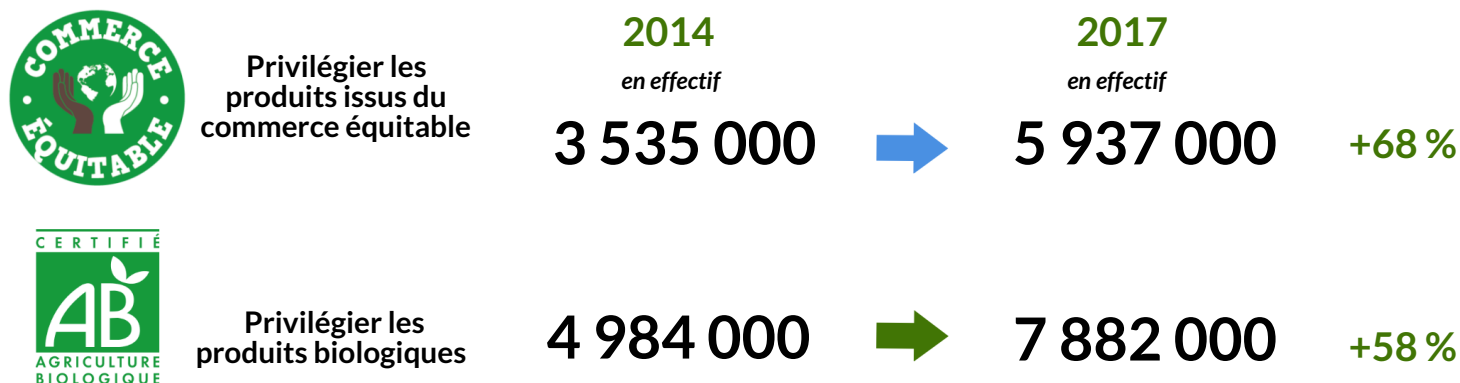 COMMERCE ÉQUITABLE
Privilégier les
produits issus du
commerce équitable
2014
en effectif
3 535 000
2017
en effectif
5 937 000
+68 %
CERTIFIÉ
AB
AGRICULTURE
BIOLOGIQUE
Privilégier les
produits biologiques
4 984 000
7 882 000
+58 %